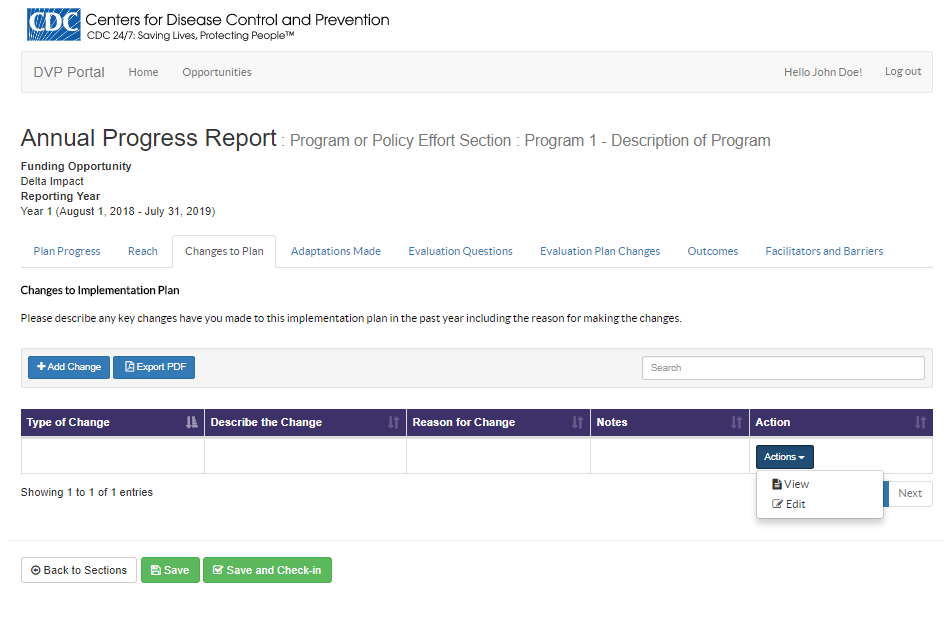 CDC Centers for Disease Control and Prevention
CDC 24/7: Saving Lives, Protecting People™
DVP Portal Home Opportunities Hello John Doe! Log out
Annual Progress Report : Program or Policy Effort Section : Program 1 - Description of Program
Funding Opportunity
Delta Impact
Reporting Year
Year 1 (August 1, 2018 - July 31, 2019)
Plan Progress Reach Changes to Plan Adaptations Made Evaluation Questions Evaluation Plan Changes Outcomes Facilitators and Barriers
Changes to Implementation Plan
Please describe any key changes have you made to this implementation plan in the past year including the reason for making the changes.
Add Change Export PDF Search
Type of Change Describe the Change Reason for Change Notes Action
Actions
Showing 1 to 1 of 1 entries Next
View
Edit
Back to Sections Save Save and Check-in